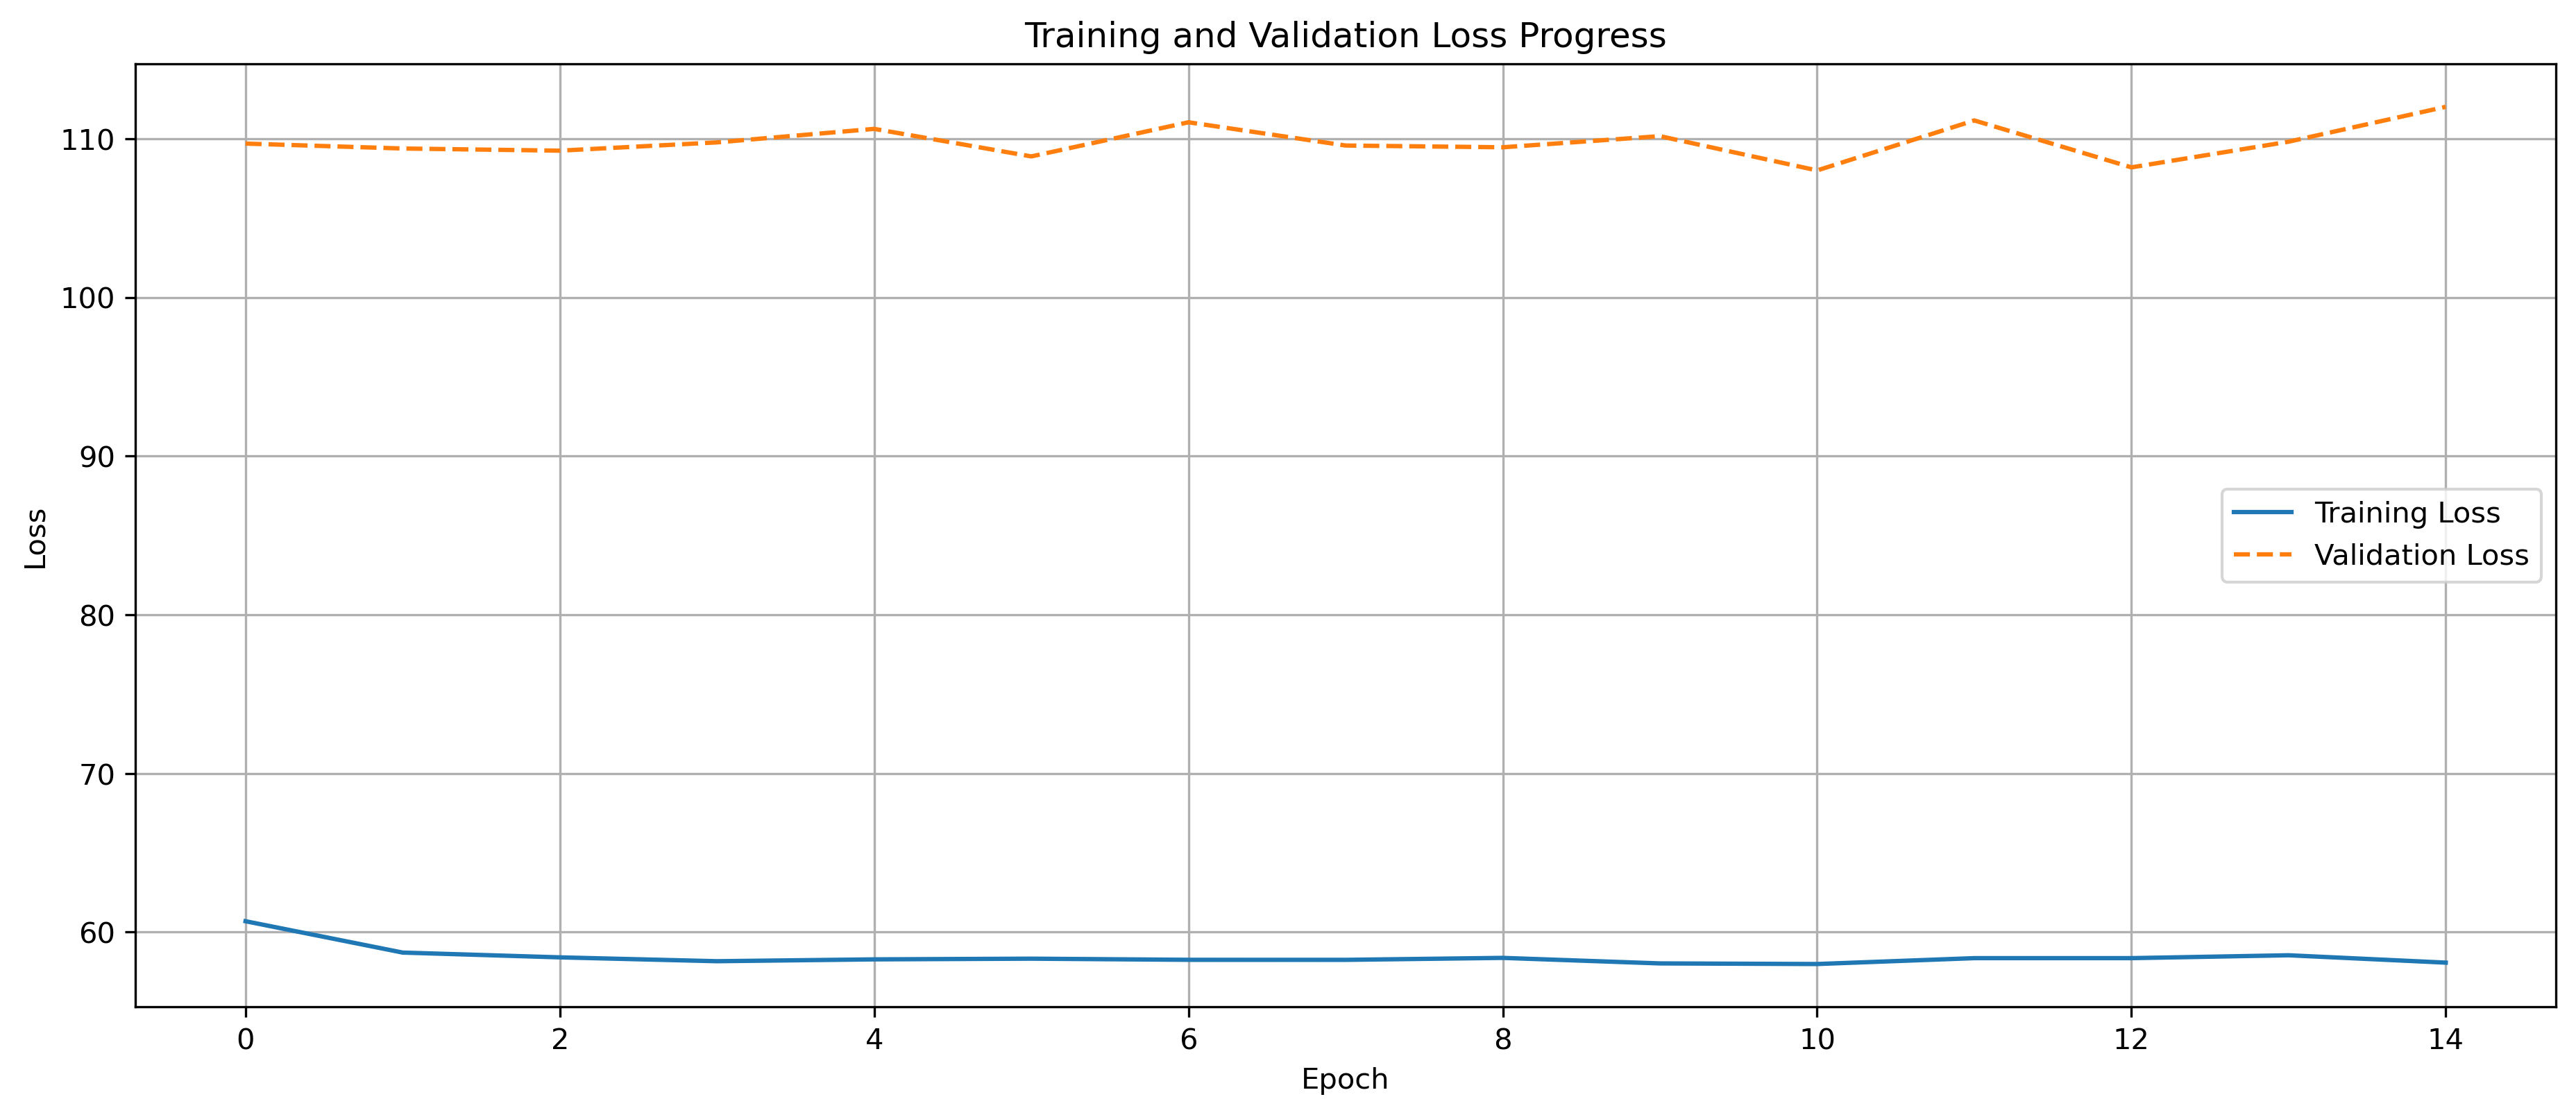 Training and Validation Loss Progress
110
100
90
80
70
60
Loss
Training Loss
Validation Loss
0 2 4 6 8 10 12 14
Epoch